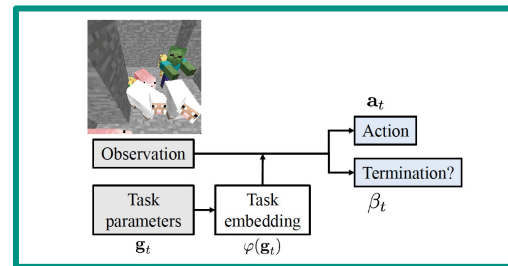 a_t
Action
Observation
Termination?
β_t
Task
parameters
Task
embedding
g_t
φ(g_t)